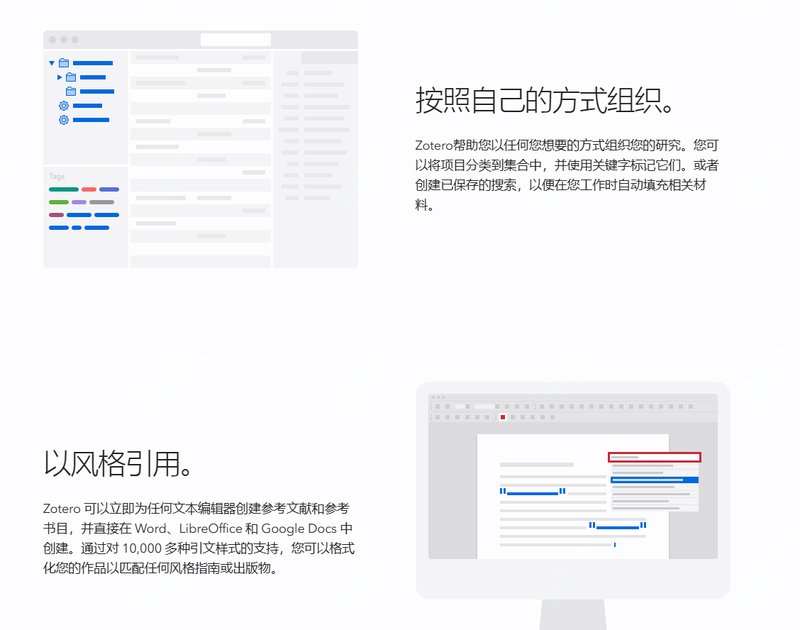 Tags
按照自己的方式组织。
Zotero帮助您以任何您想要的方式组织您的研究。您可
以将项目分类到集合中，并使用关键字标记它们。或者
创建已保存的搜索，以便在您工作时自动填充相关材
料。
以风格引用。
Zotero 可以立即为任何文本编辑器创建参考文献和参考
书目，并直接在 Word、LibreOffice 和 Google Docs 中
创建。通过对 10,000 多种引文样式的支持，您可以格式
化您的作品以匹配任何风格指南或出版物。